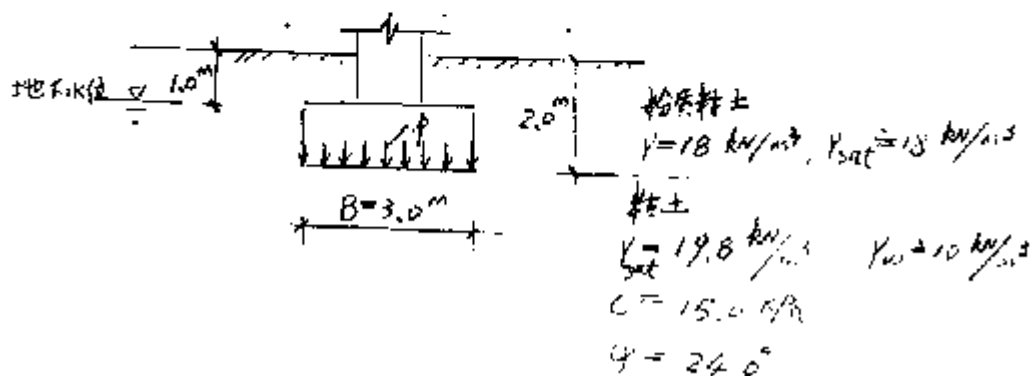 地下水位 1.0m
2.0m
P
B=3.0m
粉质粘土
γ=18 kN/m³, γsat=18 kN/m³
粘土
γsat=19.8 kN/m³ γw=10 kN/m³
C=15.0 kPa
φ=24.0°